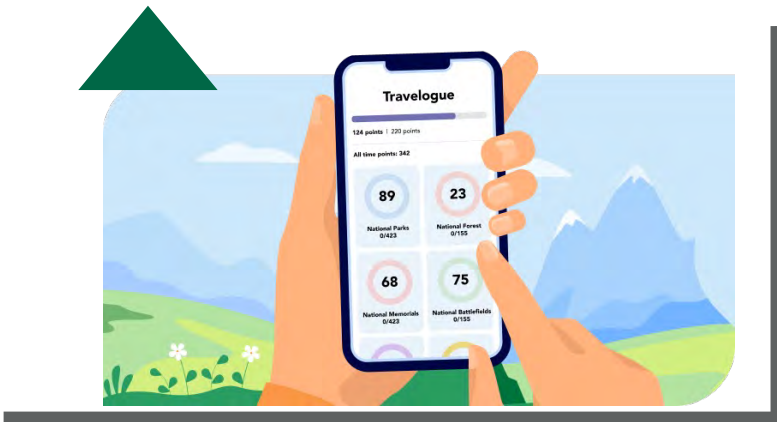 Travelogue
124 points | 220 points
All time points: 342
89
23
National Parks
0/423
National Forest
0/155
68
75
National Memorials
0/423
National Battlefields
0/155